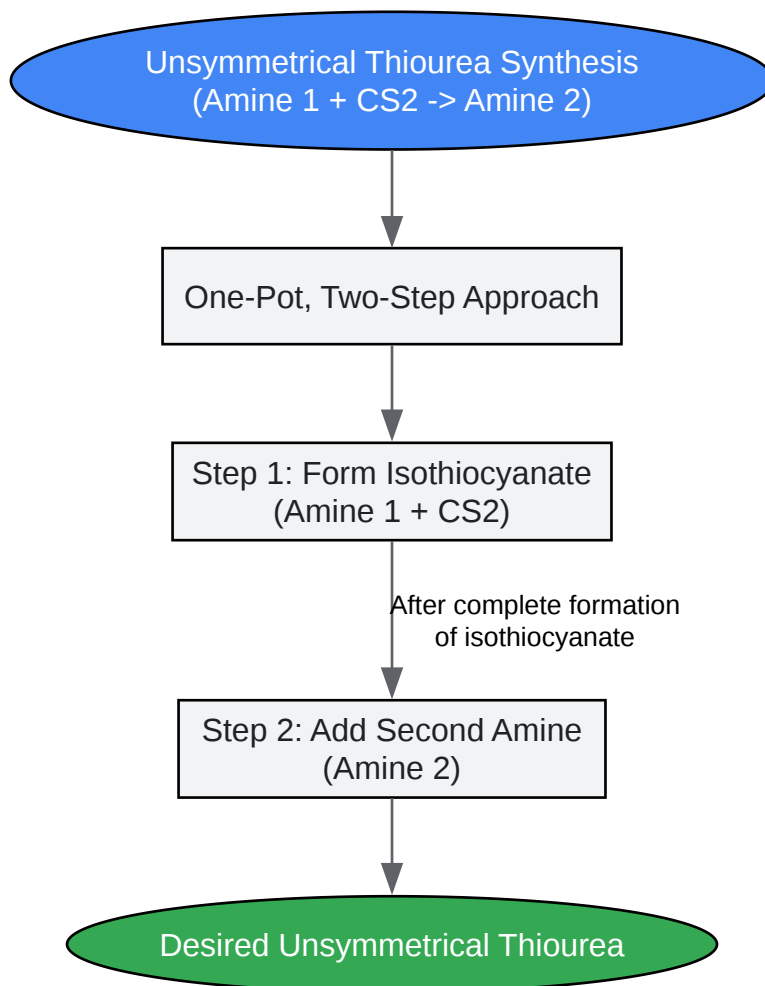 Unsymmetrical Thiourea Synthesis
(Amine 1 + CS2 -> Amine 2)
One-Pot, Two-Step Approach
Step 1: Form Isothiocyanate
(Amine 1 + CS2)
After complete formation
of isothiocyanate
Step 2: Add Second Amine
(Amine 2)
Desired Unsymmetrical Thiourea